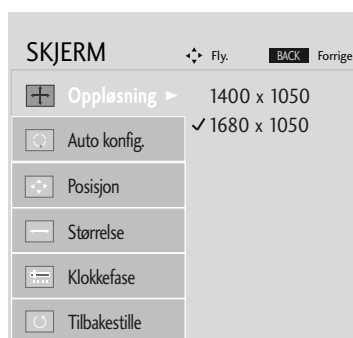 SKJERM Fly. BACK Forrige
Oppløsning 1400 x 1050
✓ 1680 x 1050
Auto konfig.
Posisjon
Størrelse
Klokkefase
Tilbakestille